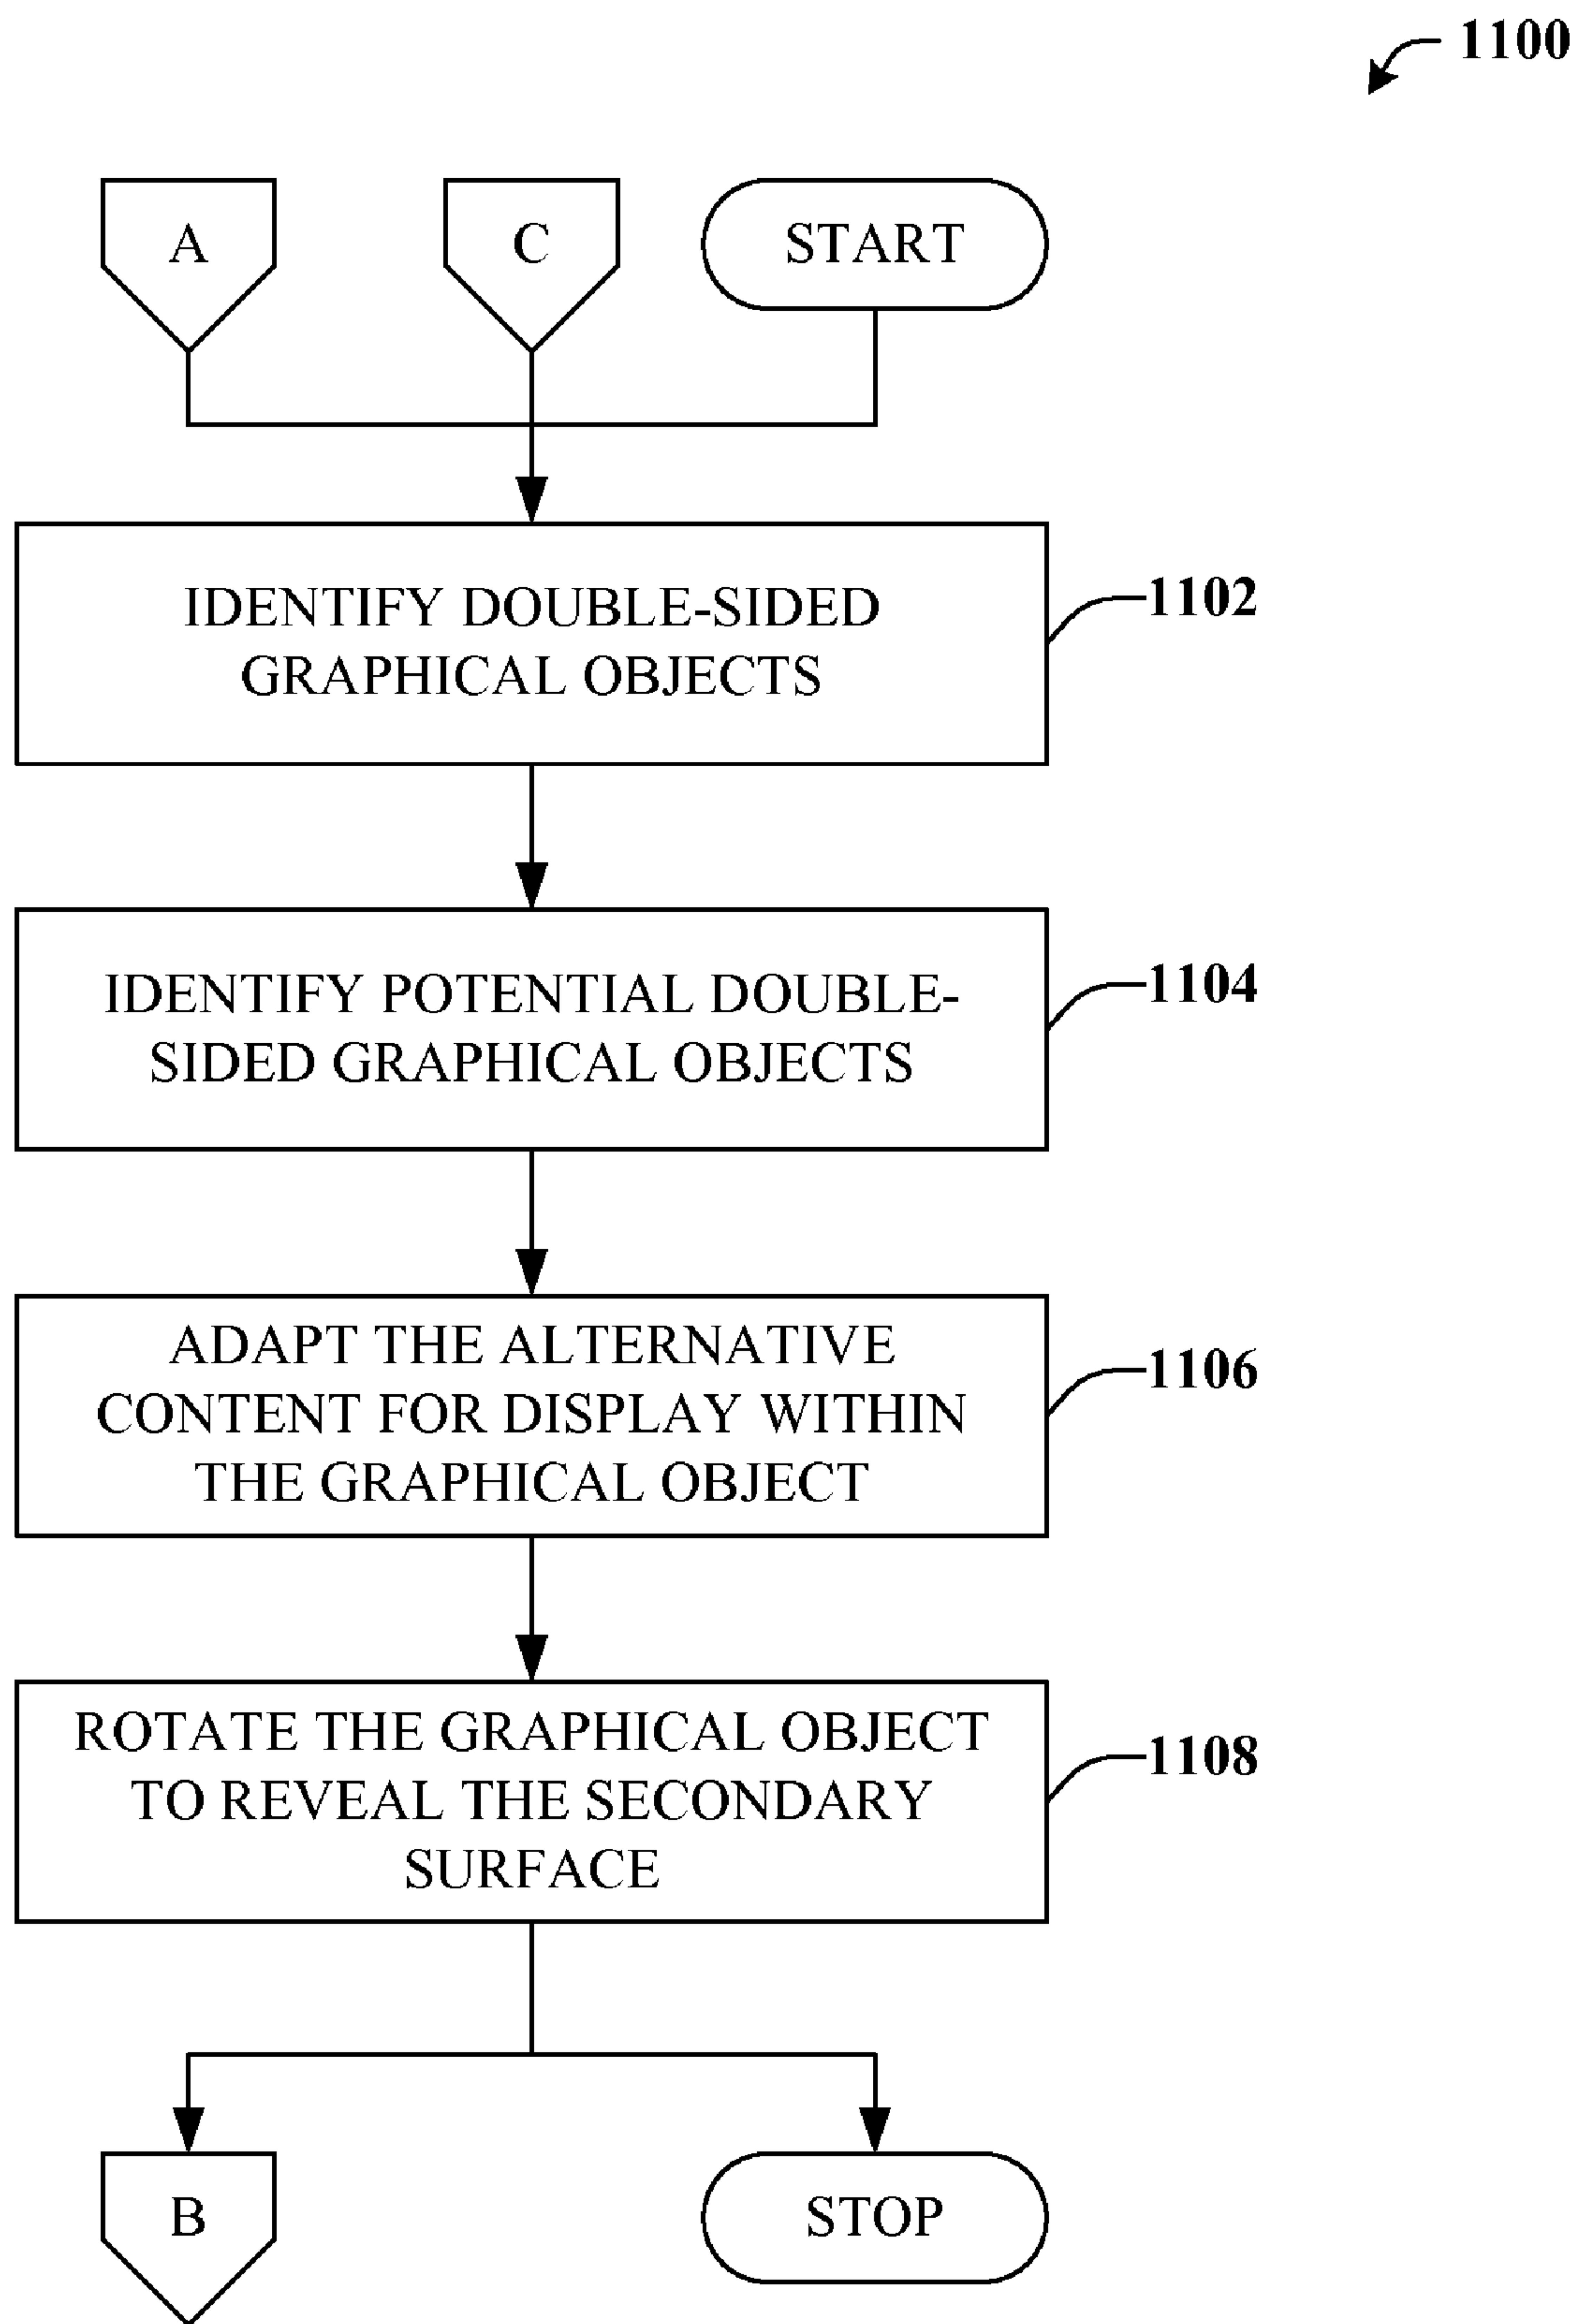 1100
A
C
START
IDENTIFY DOUBLE-SIDED
GRAPHICAL OBJECTS
1102
IDENTIFY POTENTIAL DOUBLE-
SIDED GRAPHICAL OBJECTS
1104
ADAPT THE ALTERNATIVE
CONTENT FOR DISPLAY WITHIN
THE GRAPHICAL OBJECT
1106
ROTATE THE GRAPHICAL OBJECT
TO REVEAL THE SECONDARY
SURFACE
1108
B
STOP